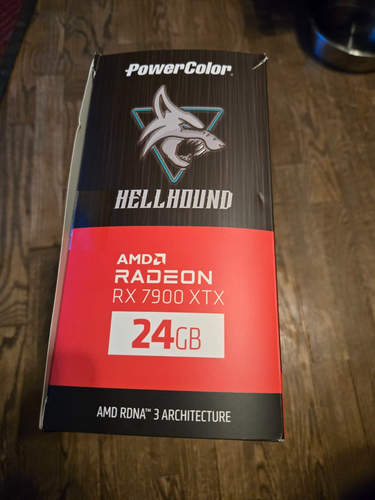 PowerColor®
HELLHOUND
AMD
RADEON
RX 7900 XTX
24GB
AMD RDNA™ 3 ARCHITECTURE